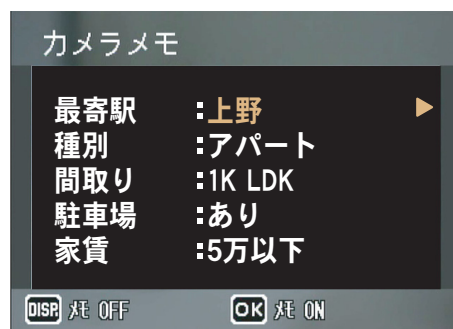 カメラメモ
最寄駅 :上野
種別 :アパート
間取り :1K LDK
駐車場 :あり
家賃 :5万以下
DISP. メモ OFF OK メモ ON